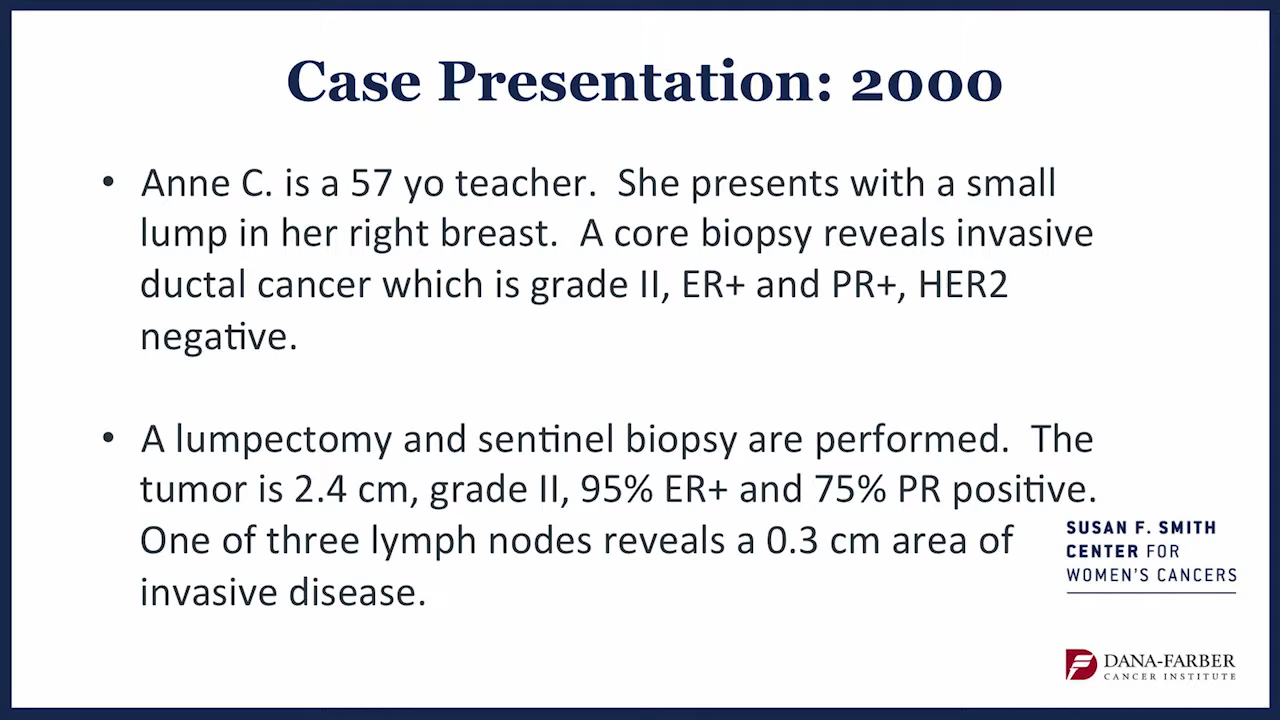 Case Presentation: 2000
• Anne C. is a 57 yo teacher.  She presents with a small
lump in her right breast.  A core biopsy reveals invasive
ductal cancer which is grade II, ER+ and PR+, HER2
negative.
• A lumpectomy and sentinel biopsy are performed.  The
tumor is 2.4 cm, grade II, 95% ER+ and 75% PR positive.
One of three lymph nodes reveals a 0.3 cm area of
invasive disease.
SUSAN F. SMITH
CENTER FOR
WOMEN'S CANCERS
DANA-FARBER
CANCER INSTITUTE